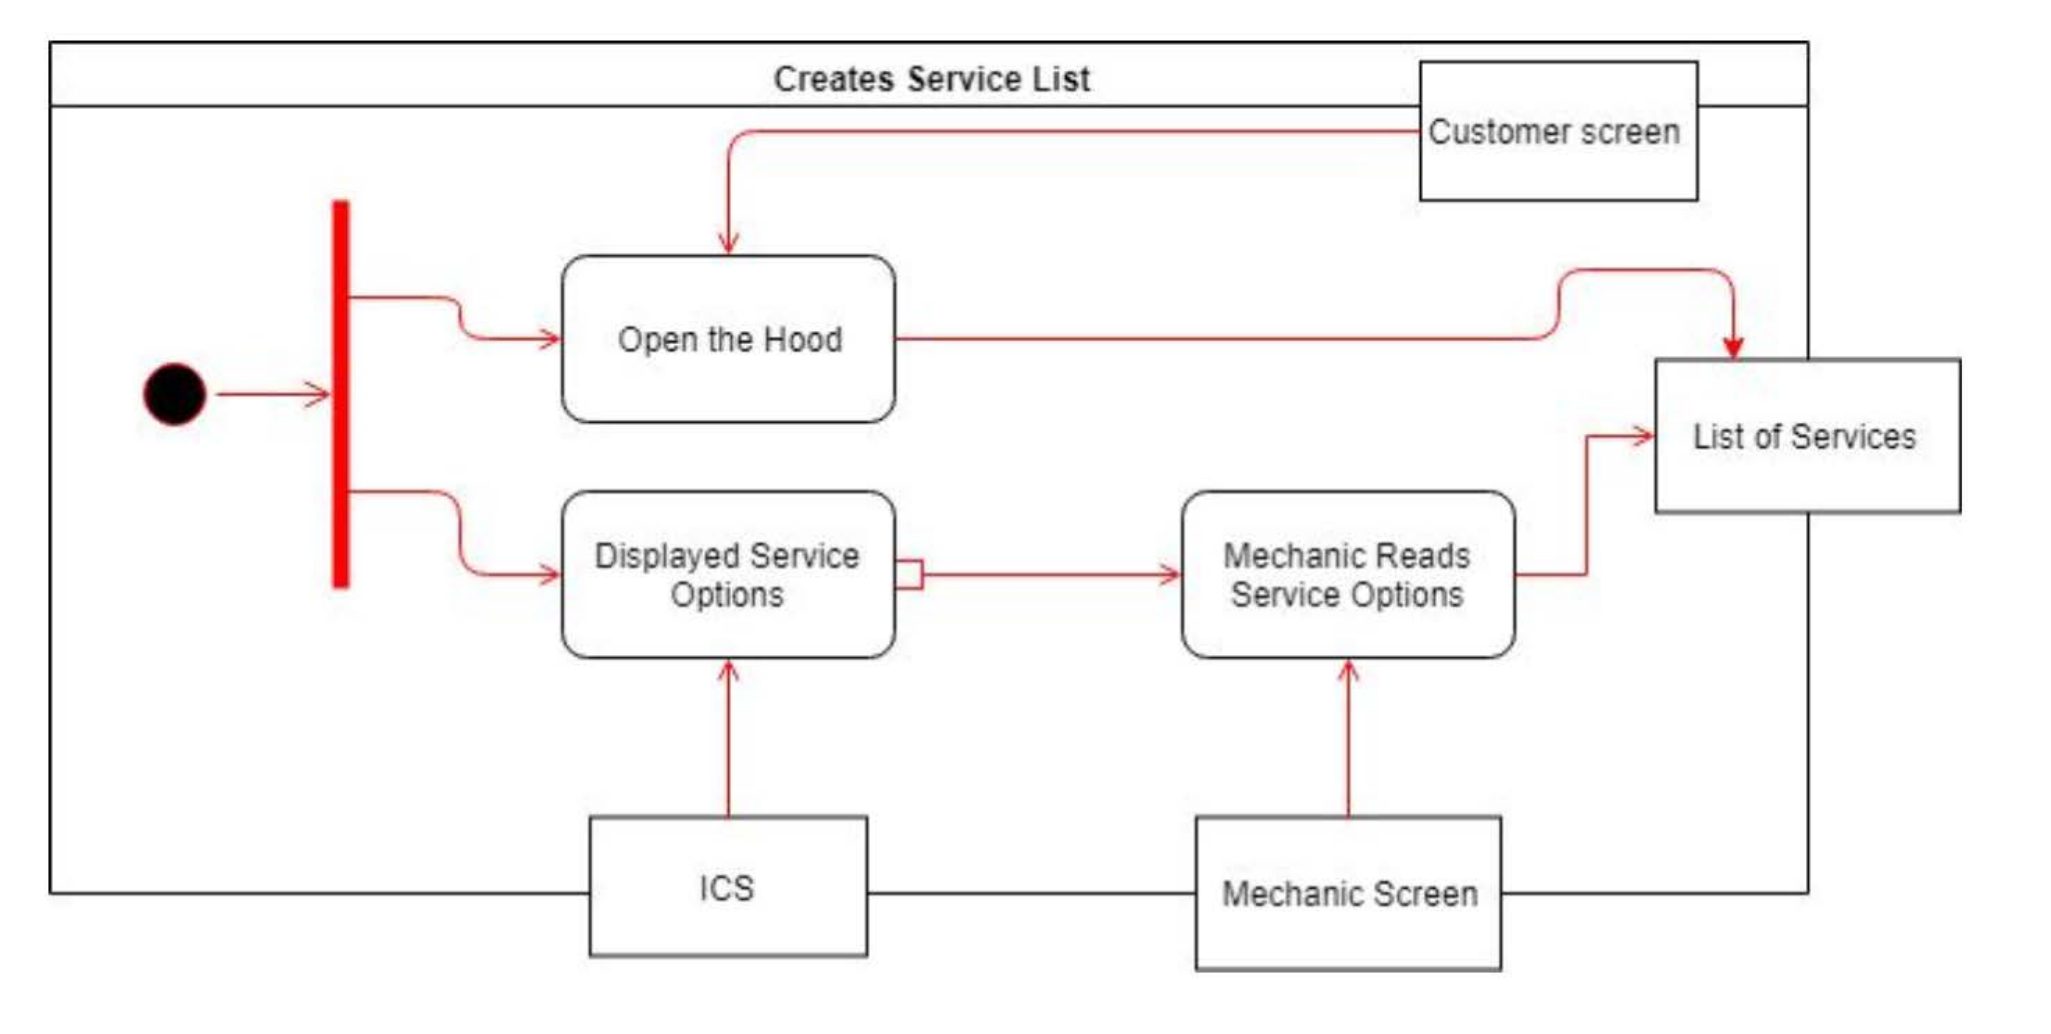 Creates Service List
Customer screen
Open the Hood
List of Services
Displayed Service
Options
Mechanic Reads
Service Options
ICS
Mechanic Screen